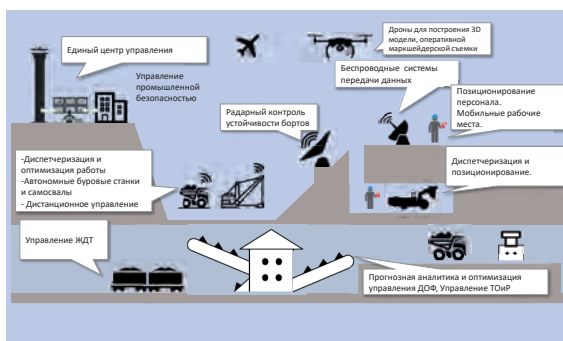 Единый центр управления
Управление
промышленной
безопасностью
Дроны для построения 3D
модели, оперативной
маркшейдерской съемки
Беспроводные системы
передачи данных
Позиционирование
персонала.
Мобильные рабочие
места.
Радарный контроль
устойчивости бортов
-Диспетчеризация и
оптимизация работы
-Автономные буровые станки
и самосвалы
- Дистанционное управление
Диспетчеризация и
позиционирование.
Управление ЖДТ
Прогнозная аналитика и оптимизация
управления ДОФ, Управление ТОиР